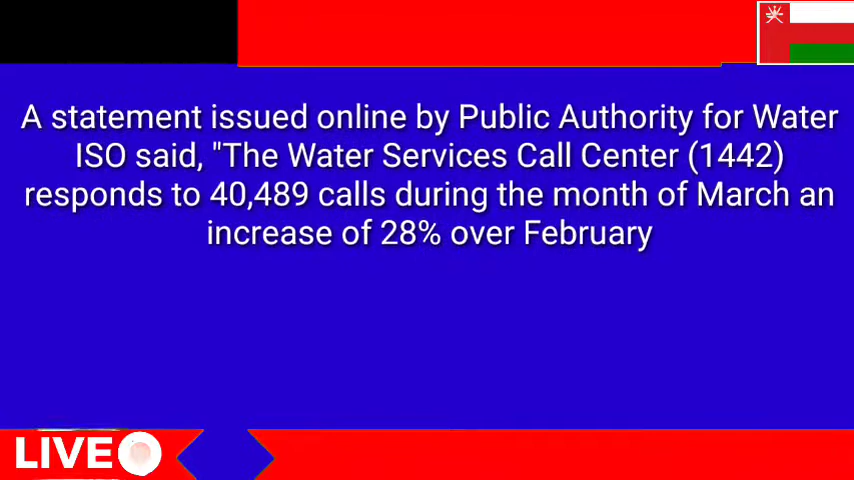 A statement issued online by Public Authority for Water
ISO said, "The Water Services Call Center (1442)
responds to 40,489 calls during the month of March an
increase of 28% over February
LIVE